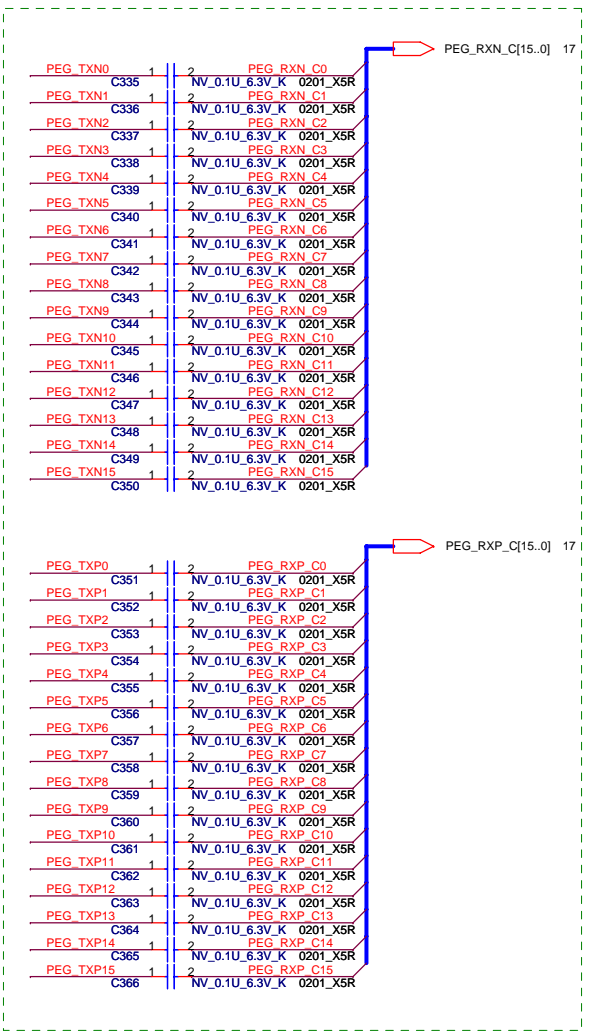 PEG_RXN_C[15..0] 17
PEG_TXN0 1 2 PEG_RXN_C0
C335 NV_0.1U_6.3V_K 0201_X5R
PEG_TXN1 1 2 PEG_RXN_C1
C336 NV_0.1U_6.3V_K 0201_X5R
PEG_TXN2 1 2 PEG_RXN_C2
C337 NV_0.1U_6.3V_K 0201_X5R
PEG_TXN3 1 2 PEG_RXN_C3
C338 NV_0.1U_6.3V_K 0201_X5R
PEG_TXN4 1 2 PEG_RXN_C4
C339 NV_0.1U_6.3V_K 0201_X5R
PEG_TXN5 1 2 PEG_RXN_C5
C340 NV_0.1U_6.3V_K 0201_X5R
PEG_TXN6 1 2 PEG_RXN_C6
C341 NV_0.1U_6.3V_K 0201_X5R
PEG_TXN7 1 2 PEG_RXN_C7
C342 NV_0.1U_6.3V_K 0201_X5R
PEG_TXN8 1 2 PEG_RXN_C8
C343 NV_0.1U_6.3V_K 0201_X5R
PEG_TXN9 1 2 PEG_RXN_C9
C344 NV_0.1U_6.3V_K 0201_X5R
PEG_TXN10 1 2 PEG_RXN_C10
C345 NV_0.1U_6.3V_K 0201_X5R
PEG_TXN11 1 2 PEG_RXN_C11
C346 NV_0.1U_6.3V_K 0201_X5R
PEG_TXN12 1 2 PEG_RXN_C12
C347 NV_0.1U_6.3V_K 0201_X5R
PEG_TXN13 1 2 PEG_RXN_C13
C348 NV_0.1U_6.3V_K 0201_X5R
PEG_TXN14 1 2 PEG_RXN_C14
C349 NV_0.1U_6.3V_K 0201_X5R
PEG_TXN15 1 2 PEG_RXN_C15
C350 NV_0.1U_6.3V_K 0201_X5R
PEG_RXP_C[15..0] 17
PEG_TXP0 1 2 PEG_RXP_C0
C351 NV_0.1U_6.3V_K 0201_X5R
PEG_TXP1 1 2 PEG_RXP_C1
C352 NV_0.1U_6.3V_K 0201_X5R
PEG_TXP2 1 2 PEG_RXP_C2
C353 NV_0.1U_6.3V_K 0201_X5R
PEG_TXP3 1 2 PEG_RXP_C3
C354 NV_0.1U_6.3V_K 0201_X5R
PEG_TXP4 1 2 PEG_RXP_C4
C355 NV_0.1U_6.3V_K 0201_X5R
PEG_TXP5 1 2 PEG_RXP_C5
C356 NV_0.1U_6.3V_K 0201_X5R
PEG_TXP6 1 2 PEG_RXP_C6
C357 NV_0.1U_6.3V_K 0201_X5R
PEG_TXP7 1 2 PEG_RXP_C7
C358 NV_0.1U_6.3V_K 0201_X5R
PEG_TXP8 1 2 PEG_RXP_C8
C359 NV_0.1U_6.3V_K 0201_X5R
PEG_TXP9 1 2 PEG_RXP_C9
C360 NV_0.1U_6.3V_K 0201_X5R
PEG_TXP10 1 2 PEG_RXP_C10
C361 NV_0.1U_6.3V_K 0201_X5R
PEG_TXP11 1 2 PEG_RXP_C11
C362 NV_0.1U_6.3V_K 0201_X5R
PEG_TXP12 1 2 PEG_RXP_C12
C363 NV_0.1U_6.3V_K 0201_X5R
PEG_TXP13 1 2 PEG_RXP_C13
C364 NV_0.1U_6.3V_K 0201_X5R
PEG_TXP14 1 2 PEG_RXP_C14
C365 NV_0.1U_6.3V_K 0201_X5R
PEG_TXP15 1 2 PEG_RXP_C15
C366 NV_0.1U_6.3V_K 0201_X5R